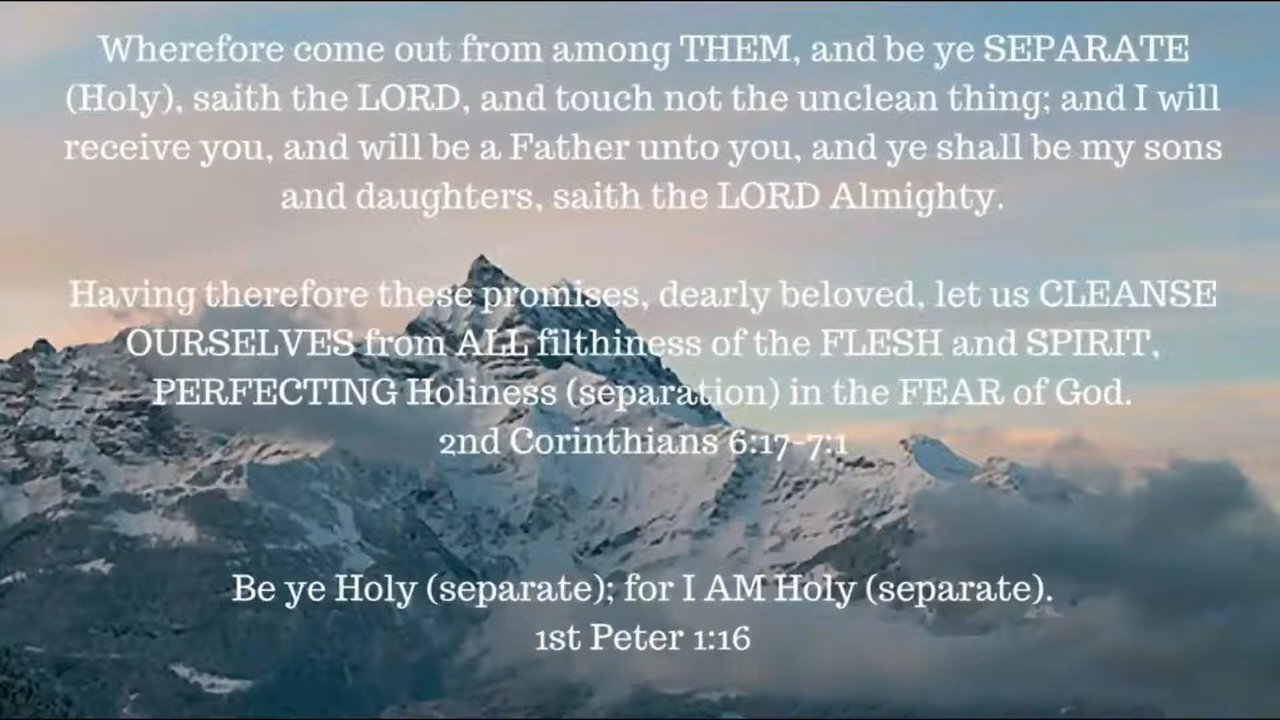 Wherefore come out from among THEM, and be ye SEPARATE
(Holy), saith the LORD, and touch not the unclean thing; and I will
receive you, and will be a Father unto you, and ye shall be my sons
and daughters, saith the LORD Almighty.
Having therefore these promises, dearly beloved, let us CLEANSE
OURSELVES from ALL filthiness of the FLESH and SPIRIT,
PERFECTING Holiness (separation) in the FEAR of God.
2nd Corinthians 6:17-7:1
Be ye Holy (separate); for I AM Holy (separate).
1st Peter 1:16